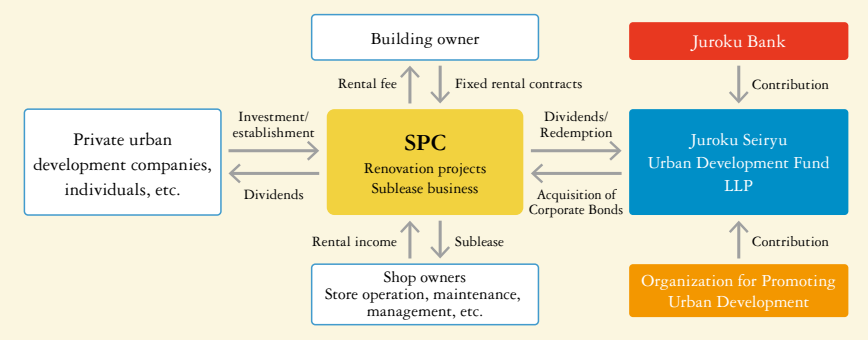 Building owner
Juroku Bank
Rental fee
Fixed rental contracts
Contribution
Private urban
development companies,
individuals, etc.
Investment/
establishment
Dividends
SPC
Renovation projects
Sublease business
Dividends/
Redemption
Acquisition of
Corporate Bonds
Juroku Seiryu
Urban Development Fund
LLP
Rental income
Sublease
Contribution
Shop owners
Store operation, maintenance,
management, etc.
Organization for Promoting
Urban Development